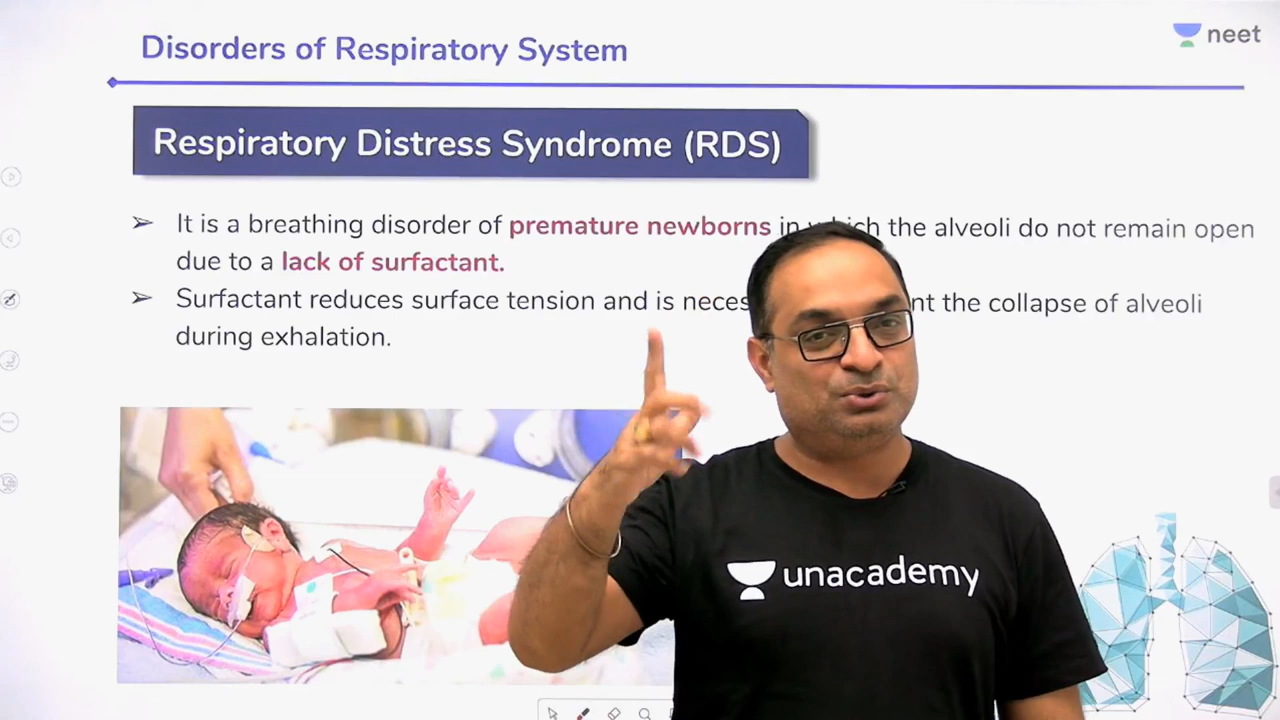 neet
Disorders of Respiratory System
Respiratory Distress Syndrome (RDS)
➢ It is a breathing disorder of premature newborns in which the alveoli do not remain open
due to a lack of surfactant.
➢ Surfactant reduces surface tension and is the collapse of alveoli
during exhalation.
unacademy